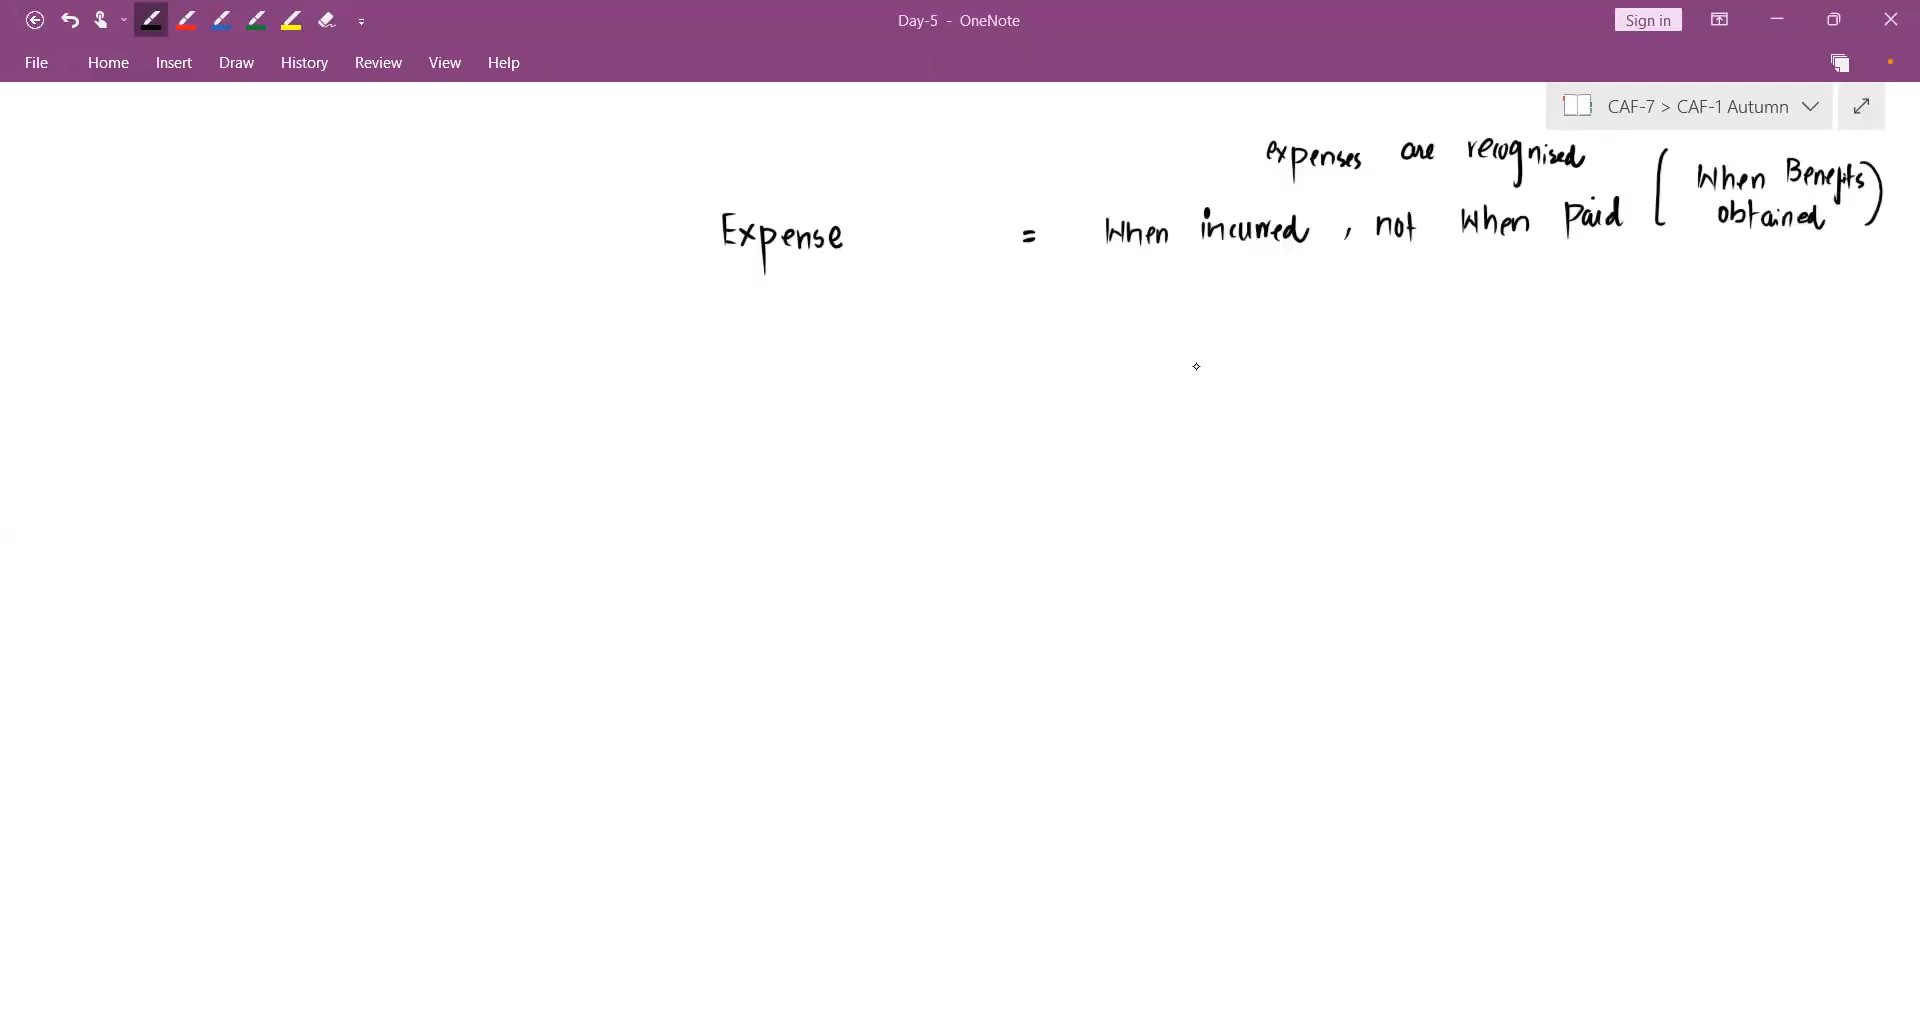 Day-5 - OneNote
Sign in
File Home Insert Draw History Review View Help
CAF-7 > CAF-1 Autumn
expenses are recognised
Expense = When incurred, not when paid (When Benefits
obtained)